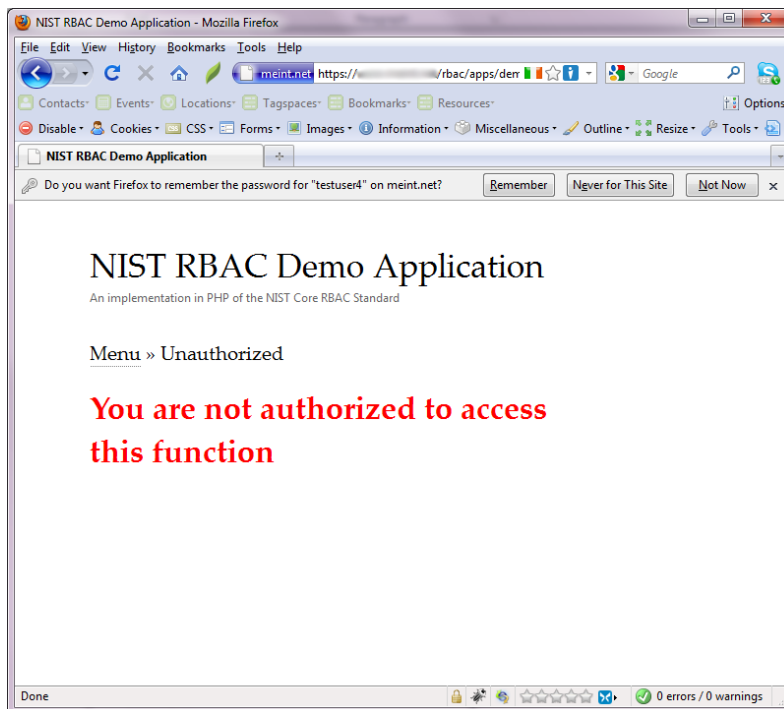 NIST RBAC Demo Application - Mozilla Firefox
File Edit View History Bookmarks Tools Help
meint.net https:// /rbac/apps/dem Google
Contacts Events Locations Tagspaces Bookmarks Resources Options
Disable Cookies CSS Forms Images Information Miscellaneous Outline Resize Tools
NIST RBAC Demo Application
Do you want Firefox to remember the password for "testuser4" on meint.net? Remember Never for This Site Not Now
NIST RBAC Demo Application
An implementation in PHP of the NIST Core RBAC Standard
Menu » Unauthorized
You are not authorized to access
this function
Done 0 errors / 0 warnings